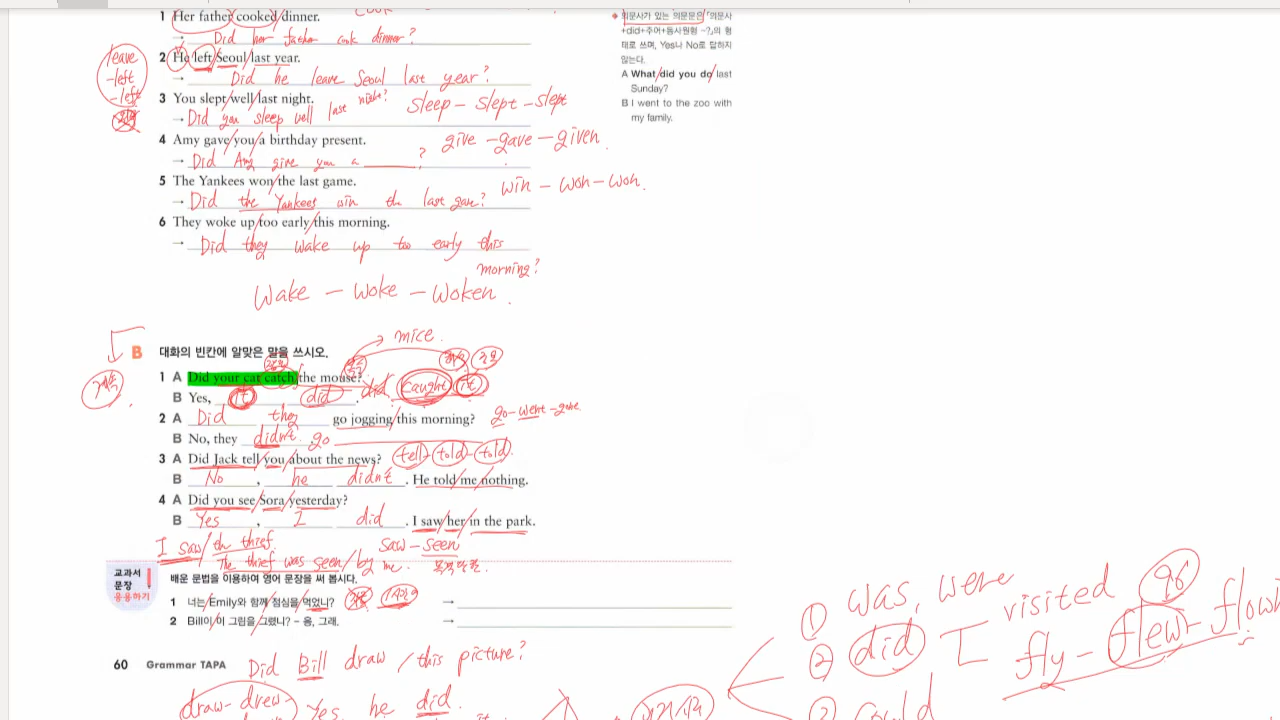 1 Her father cooked dinner.
→ Did her father cook dinner?
2 He left Seoul last year.
→ Did he leave Seoul last year?
leave
-left
-left
3 You slept well last night.
→ Did you sleep well last night?
sleep - slept - slept
4 Amy gave you a birthday present.
→ Did Amy give you a ?
give - gave - given
5 The Yankees won the last game.
→ Did the Yankees win the last game?
win - won - won
6 They woke up too early this morning.
→ Did they wake up too early this morning?
wake - woke - woken
의문사가 있는 의문문은 「의문사
+did+주어+동사원형 ~?」의 형
태로 쓰며, Yes나 No로 답하지
않는다.
A What did you do last
Sunday?
B I went to the zoo with
my family.
mice
B 대화의 빈칸에 알맞은 말을 쓰시오.
1 A Did your cat catch the mouse?
B Yes, it did. did caught it
2 A Did they go jogging this morning? go-went-gone
B No, they didn't go
3 A Did Jack tell you about the news? tell-told-told
B No, he didn't. He told me nothing.
4 A Did you see Sora yesterday?
B Yes, I did. I saw her in the park.
I saw the thief. saw - seen
The thief was seen by me.
교과서
문장
응용하기
배운 문법을 이용하여 영어 문장을 써 봅시다.
1 너는 Emily와 함께 점심을 먹었니? →
2 Bill이 이 그림을 그렸니? – 응, 그래. →
60 Grammar TAPA
Did Bill draw this picture?
draw - drew -
Yes, he did.
① was, were
② did
visited
fly - flew - flown
③ could